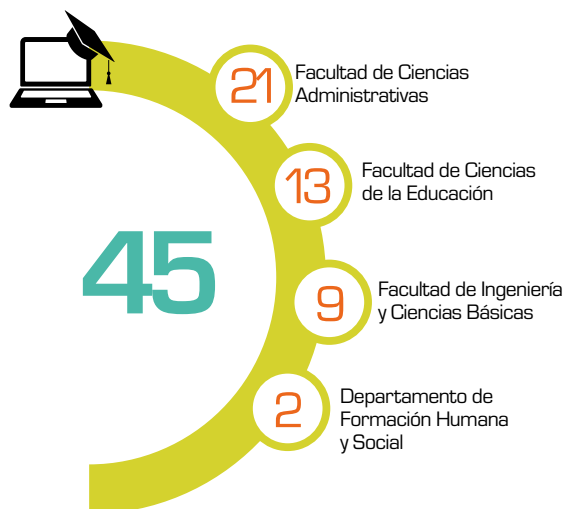 21
Facultad de Ciencias
Administrativas
13
Facultad de Ciencias
de la Educación
45
9
Facultad de Ingeniería
y Ciencias Básicas
2
Departamento de
Formación Humana
y Social